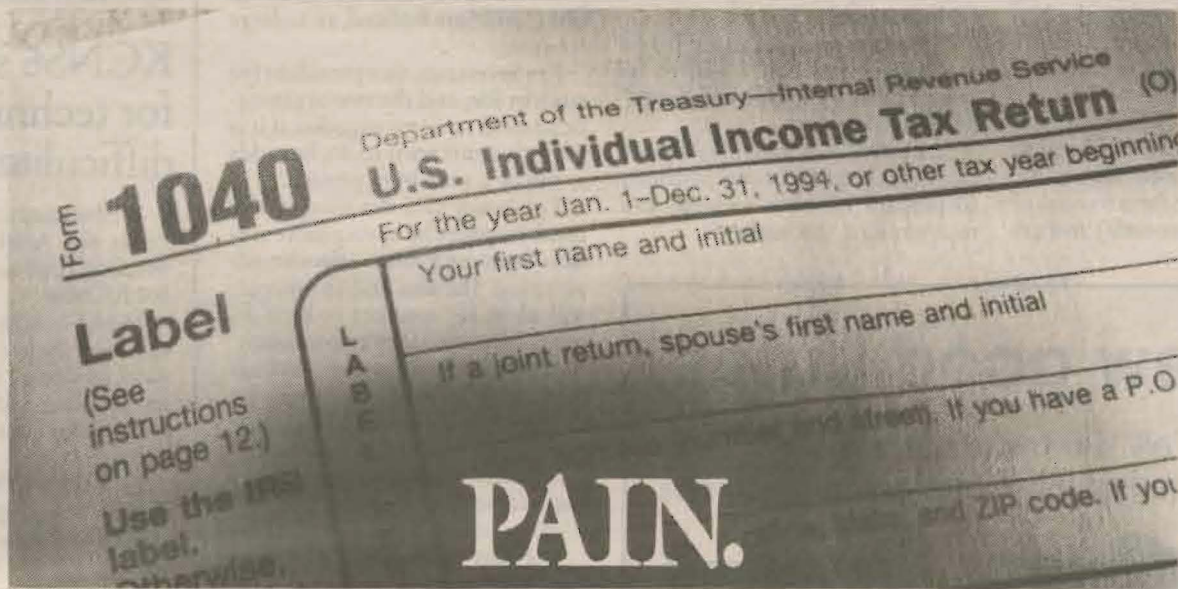 Department of the Treasury—Internal Revenue Service
Form 1040 U.S. Individual Income Tax Return (O)
For the year Jan. 1–Dec. 31, 1994, or other tax year beginning
Label
(See
instructions
on page 12.)
Use the IRS
label.
Otherwise,
L
A
B
E
Your first name and initial
If a joint return, spouse's first name and initial
and street). If you have a P.O
and ZIP code. If you
PAIN.